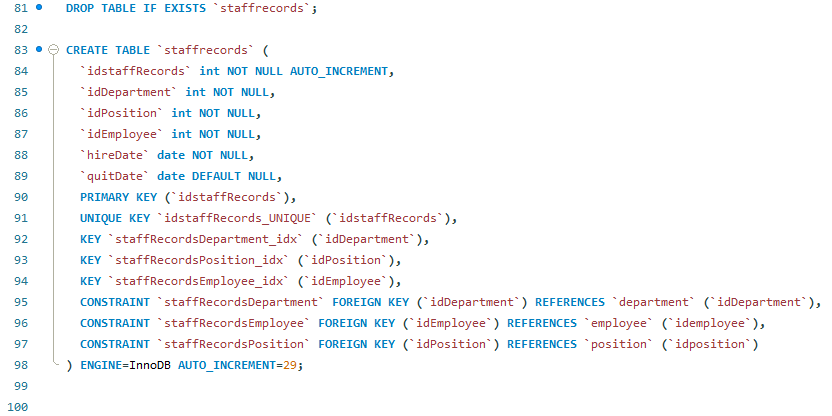 81 DROP TABLE IF EXISTS `staffrecords`;
82
83 CREATE TABLE `staffrecords` (
84 `idstaffRecords` int NOT NULL AUTO_INCREMENT,
85 `idDepartment` int NOT NULL,
86 `idPosition` int NOT NULL,
87 `idEmployee` int NOT NULL,
88 `hireDate` date NOT NULL,
89 `quitDate` date DEFAULT NULL,
90 PRIMARY KEY (`idstaffRecords`),
91 UNIQUE KEY `idstaffRecords_UNIQUE` (`idstaffRecords`),
92 KEY `staffRecordsDepartment_idx` (`idDepartment`),
93 KEY `staffRecordsPosition_idx` (`idPosition`),
94 KEY `staffRecordsEmployee_idx` (`idEmployee`),
95 CONSTRAINT `staffRecordsDepartment` FOREIGN KEY (`idDepartment`) REFERENCES `department` (`idDepartment`),
96 CONSTRAINT `staffRecordsEmployee` FOREIGN KEY (`idEmployee`) REFERENCES `employee` (`idemployee`),
97 CONSTRAINT `staffRecordsPosition` FOREIGN KEY (`idPosition`) REFERENCES `position` (`idposition`)
98 ) ENGINE=InnoDB AUTO_INCREMENT=29;
99
100